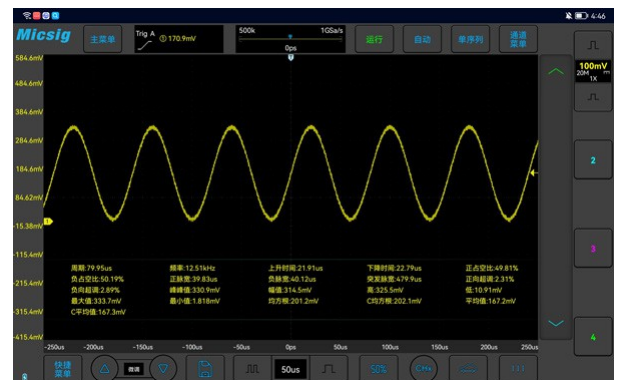 4:46
Micsig
主菜单
Trig A
① 170.9mV
500k 1GSa/s
0ps
运行
自动
单序列
通道
菜单
584.6mV
484.6mV
384.6mV
284.6mV
184.6mV
84.62mV
-15.38mV
-115.4mV
-215.4mV
-315.4mV
-415.4mV
100mV
20M
1X
2
3
4
周期:79.95us 频率:12.51kHz 上升时间:21.91us 下降时间:22.79us 正占空比:49.81%
负占空比:50.19% 正脉宽:39.83us 负脉宽:40.12us 突发脉宽:479.9us 正向超调:2.31%
负向超调:2.89% 峰峰值:330.9mV 幅值:314.5mV 高:325.5mV 低:10.91mV
最大值:333.7mV 最小值:1.818mV 均方根:201.2mV C均方根:202.1mV 平均值:167.2mV
C平均值:167.3mV
-250us -200us -150us -100us -50us 0ps 50us 100us 150us 200us 250us
快捷
菜单
微调
50us
50%